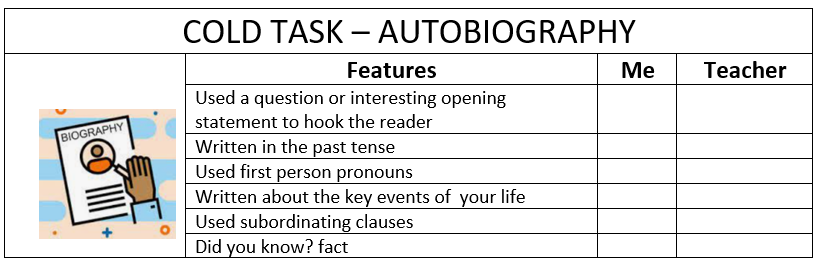 COLD TASK – AUTOBIOGRAPHY
Features Me Teacher
BIOGRAPHY
Used a question or interesting opening
statement to hook the reader
Written in the past tense
Used first person pronouns
Written about the key events of  your life
Used subordinating clauses
Did you know? fact